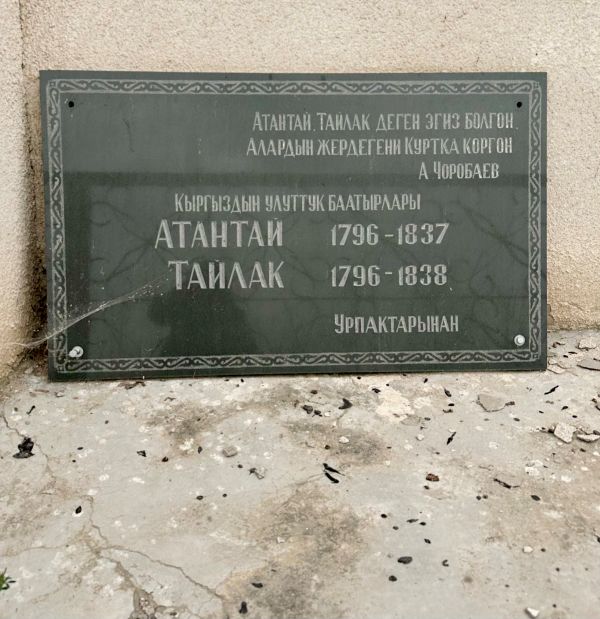 Атантай, Тайлак деген эгиз болгон,
Алардын жердегени Куртка коргон
А. Чоробаев
Кыргыздын улуттук баатырлары
Атантай 1796-1837
Тайлак 1796-1838
Урпактарынан